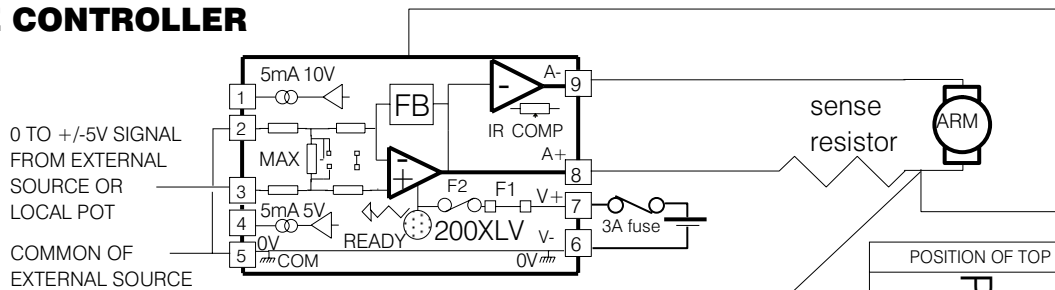 CONTROLLER
5mA 10V
A-
9
1
FB
2
IR COMP
sense
resistor
ARM
0 TO +/-5V SIGNAL
FROM EXTERNAL
SOURCE OR
LOCAL POT
MAX
-
-
+
A+
8
3
F2
F1
V+
7
3A fuse
4
5mA 5V
READY
200XLV
V-
6
0V
5
COM
0V
COMMON OF
EXTERNAL SOURCE
POSITION OF TOP